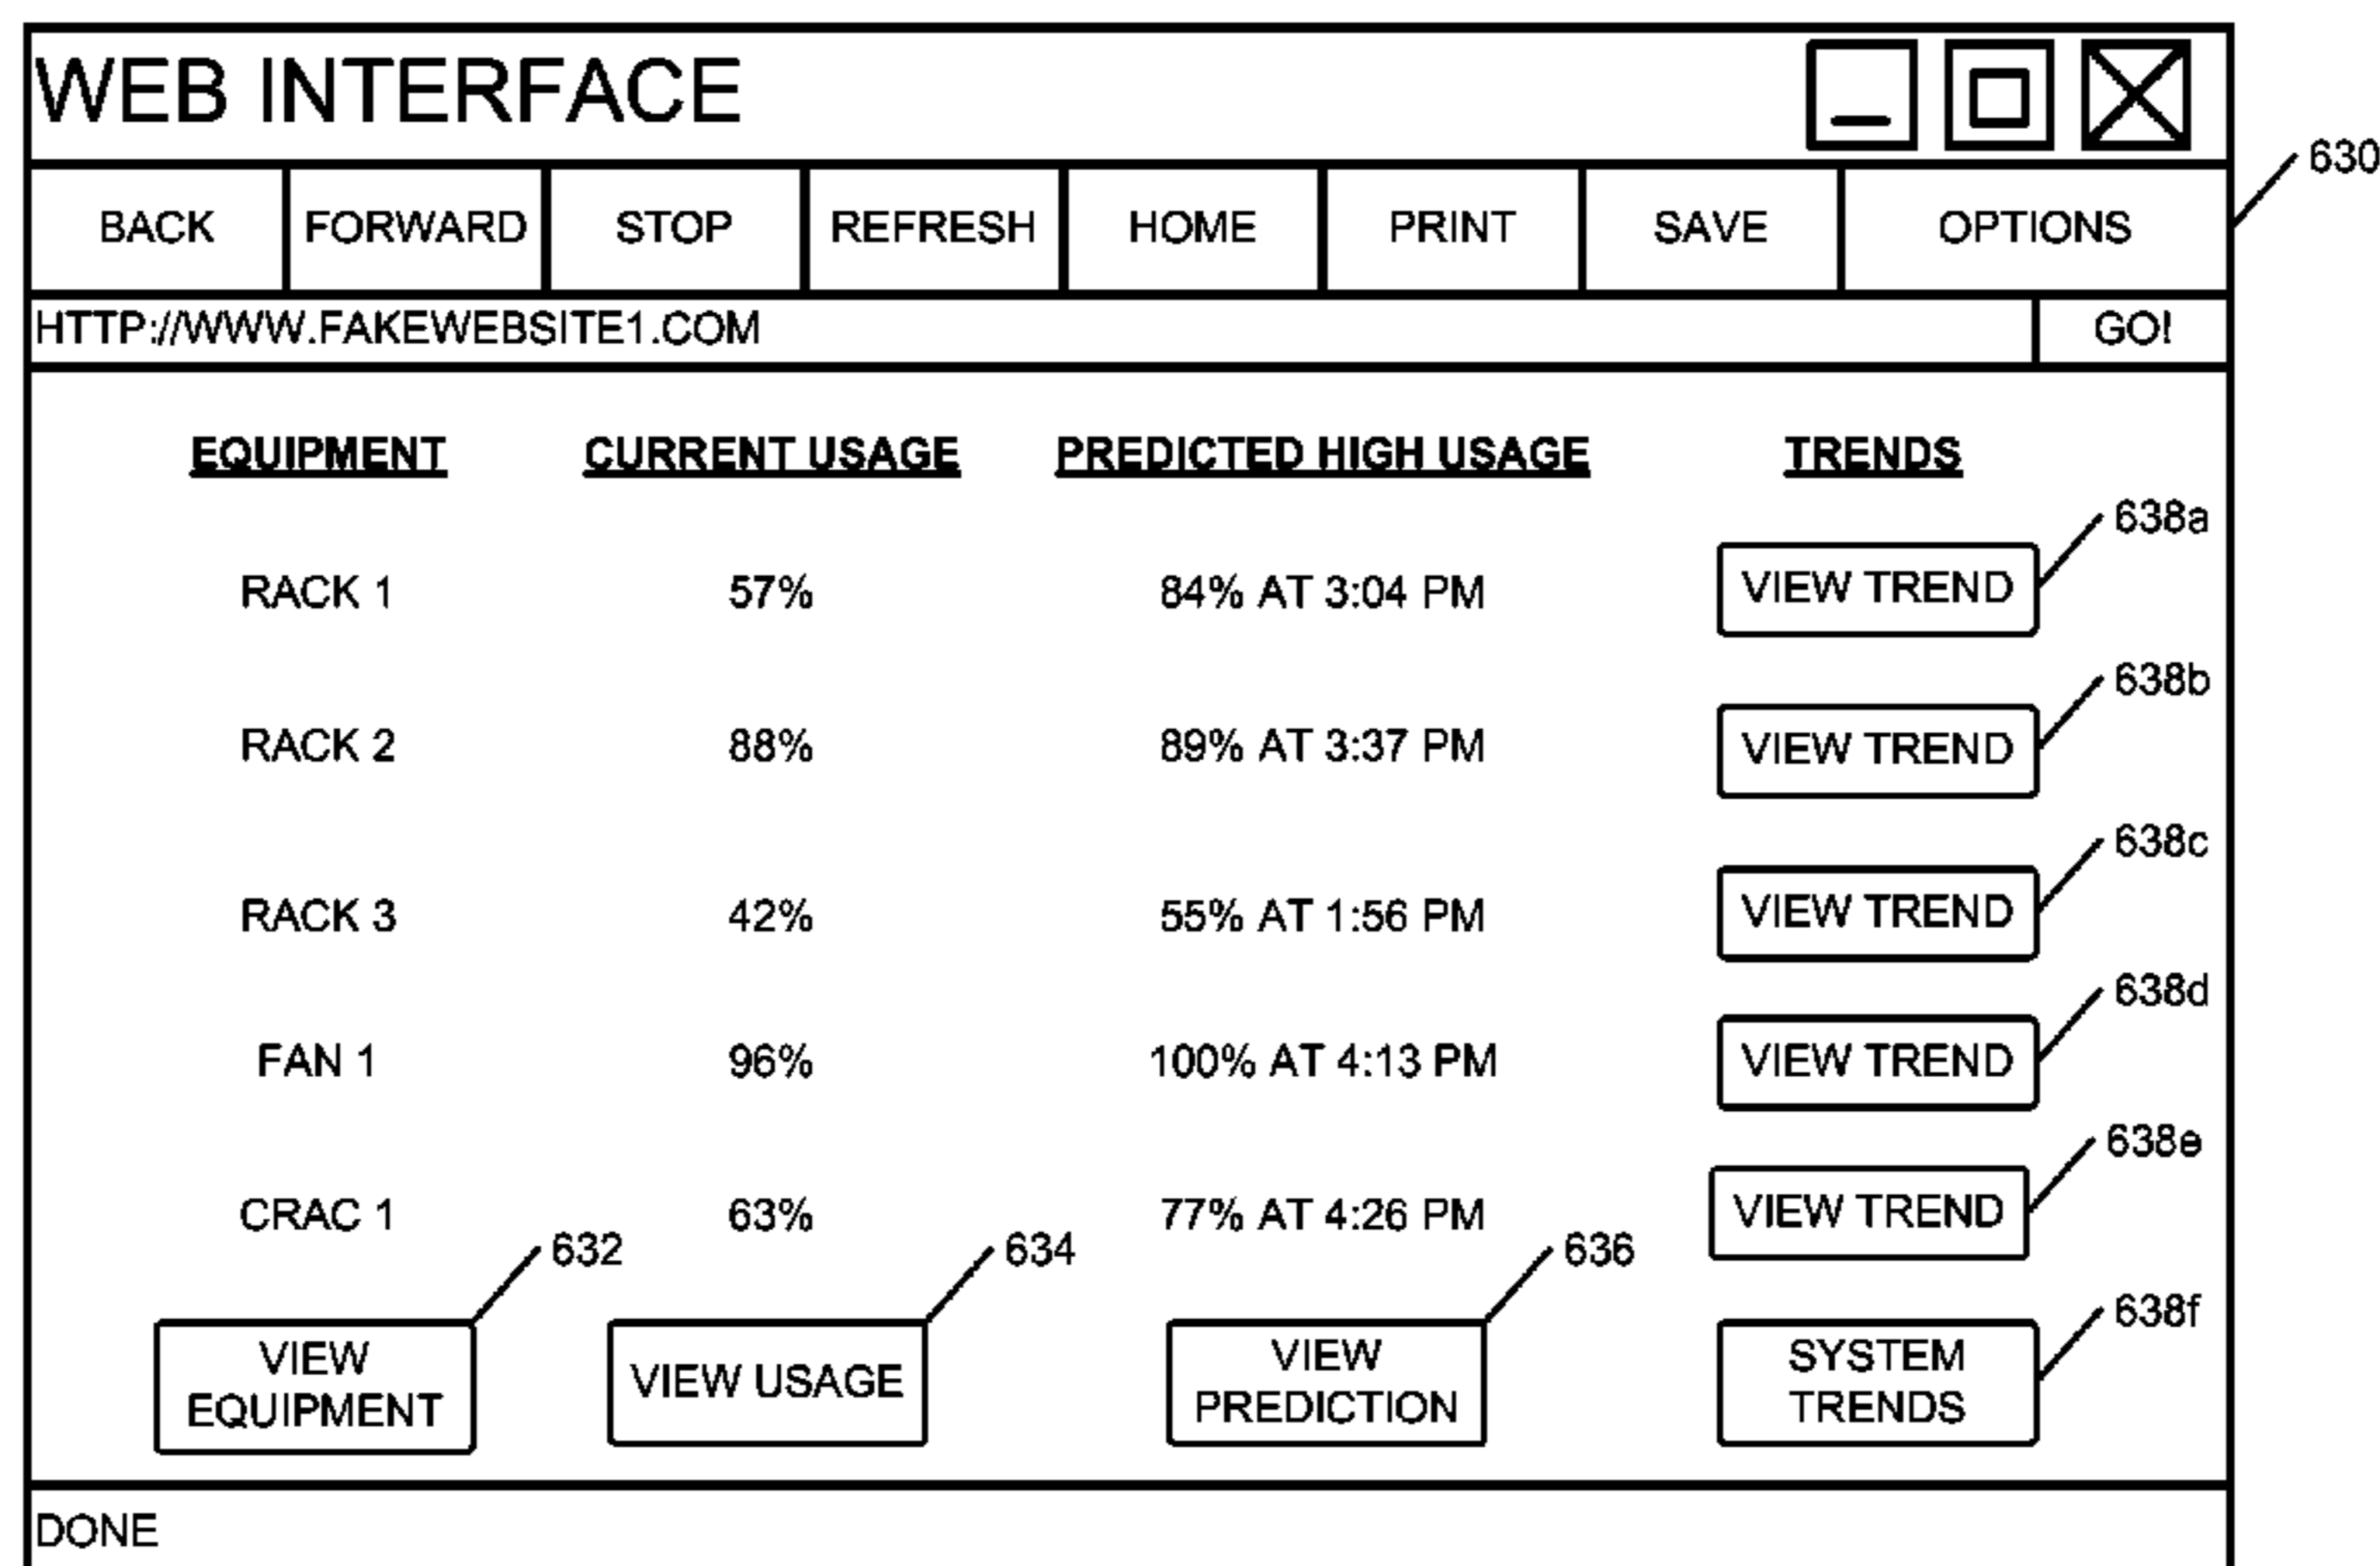 WEB INTERFACE
630
BACK FORWARD STOP REFRESH HOME PRINT SAVE OPTIONS
HTTP://WWW.FAKEWEBSITE1.COM GO!
EQUIPMENT CURRENT USAGE PREDICTED HIGH USAGE TRENDS
638a
RACK 1 57% 84% AT 3:04 PM VIEW TREND
638b
RACK 2 88% 89% AT 3:37 PM VIEW TREND
638c
RACK 3 42% 55% AT 1:56 PM VIEW TREND
638d
FAN 1 96% 100% AT 4:13 PM VIEW TREND
638e
CRAC 1 63% 77% AT 4:26 PM VIEW TREND
632 634 636
638f
VIEW
EQUIPMENT
VIEW USAGE
VIEW
PREDICTION
SYSTEM
TRENDS
DONE